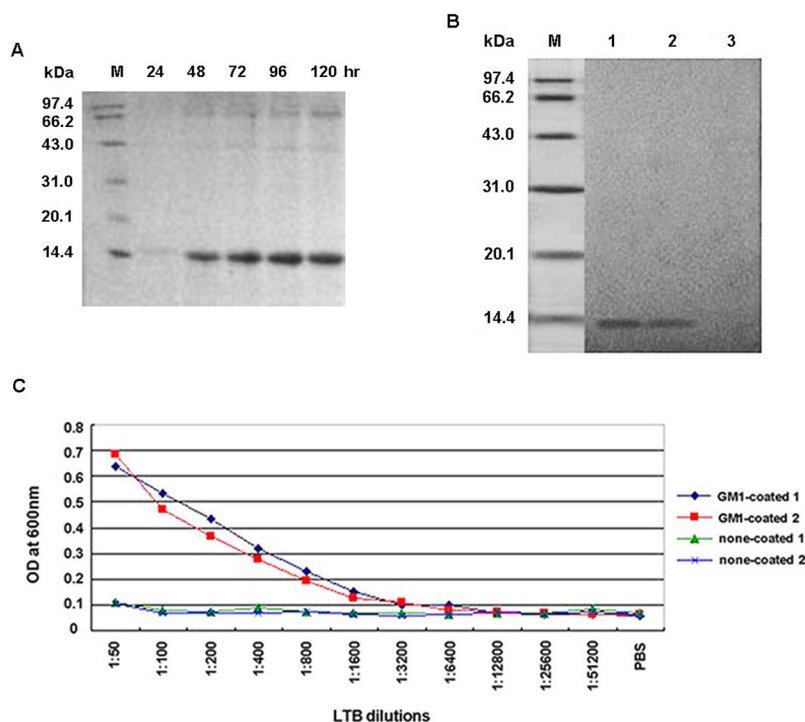 A
kDa M 24 48 72 96 120 hr
97.4
66.2
43.0
31.0
20.1
14.4
B
kDa M 1 2 3
97.4
66.2
43.0
31.0
20.1
14.4
C
OD at 600nm
0.8
0.7
0.6
0.5
0.4
0.3
0.2
0.1
0
1:50 1:100 1:200 1:400 1:800 1:1600 1:3200 1:6400 1:12800 1:25600 1:51200 PBS
LTB dilutions
GM1-coated 1
GM1-coated 2
none-coated 1
none-coated 2